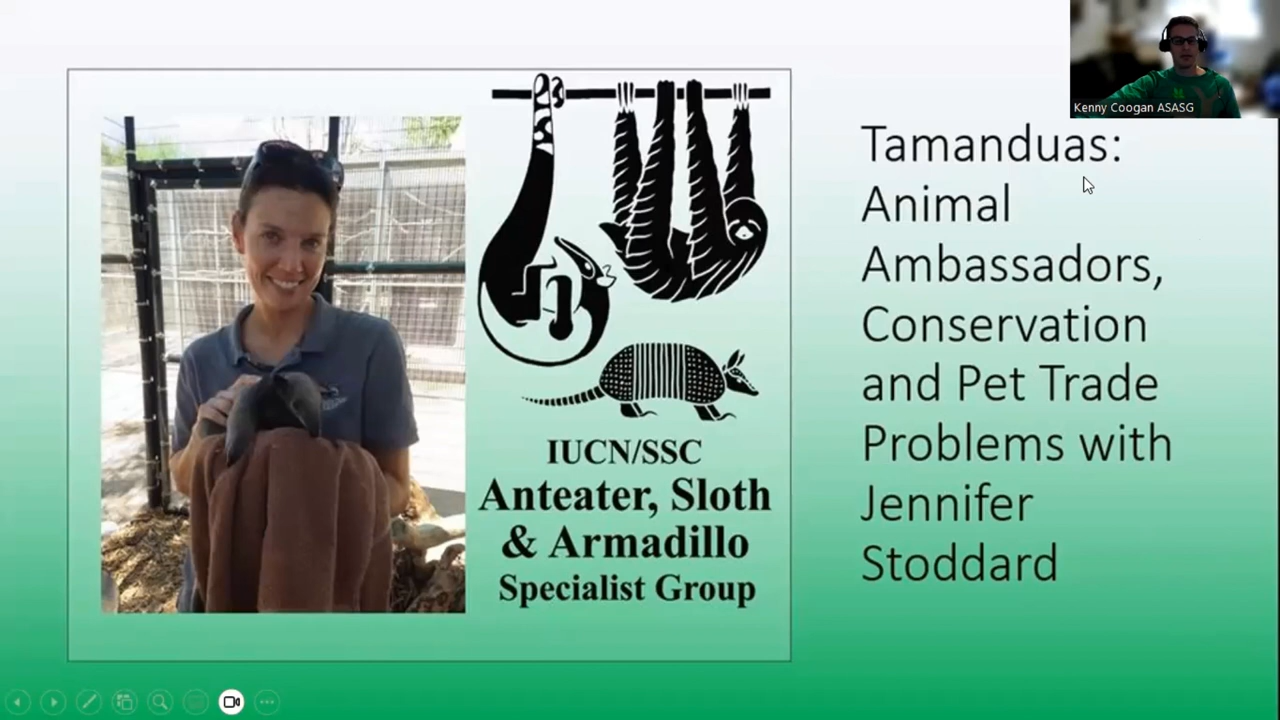 Kenny Coogan ASASG
Tamanduas:
Animal
Ambassadors,
Conservation
and Pet Trade
Problems with
Jennifer
Stoddard
IUCN/SSC
Anteater, Sloth
& Armadillo
Specialist Group